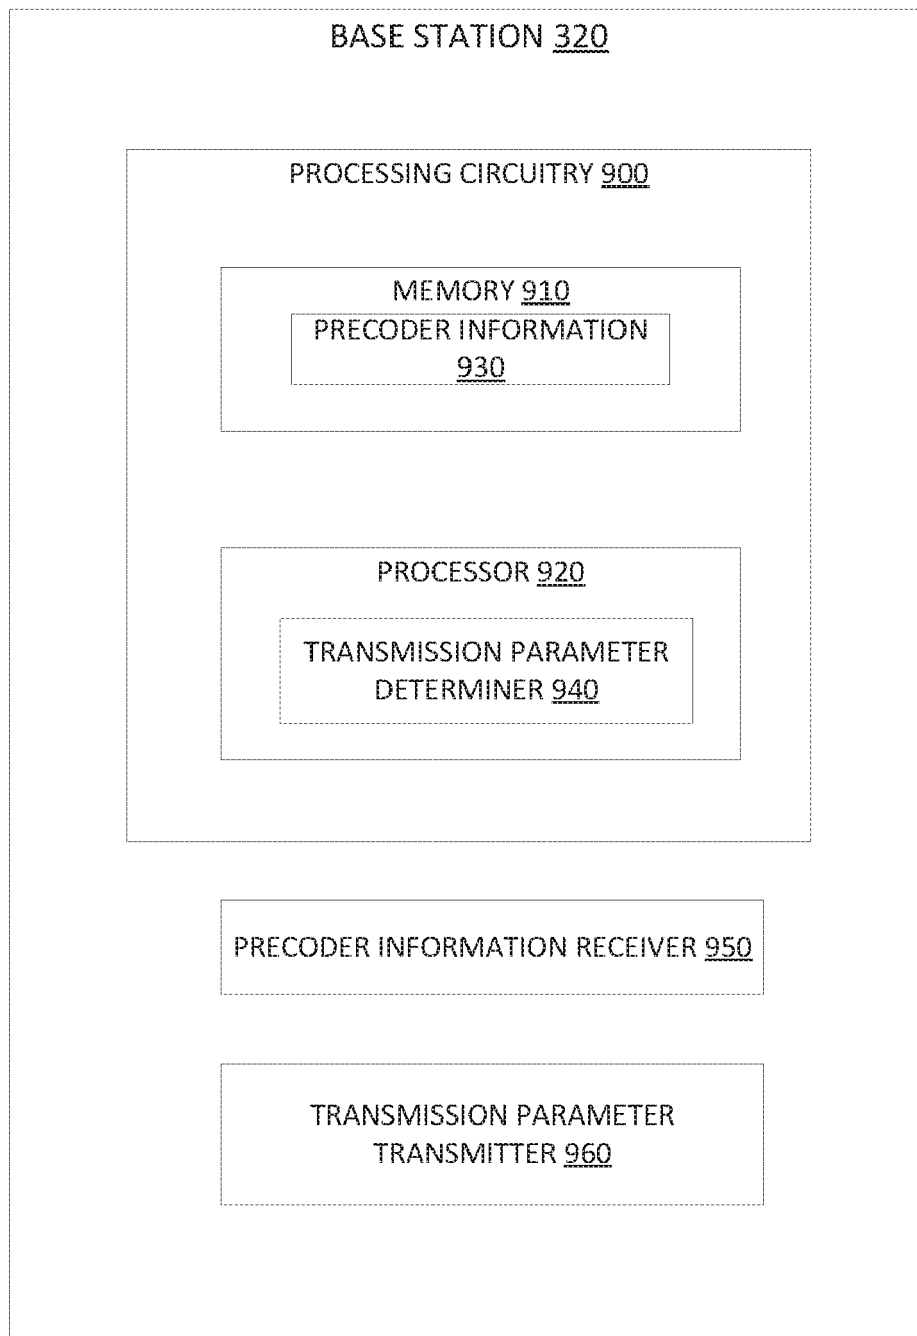 BASE STATION 320
PROCESSING CIRCUITRY 900
MEMORY 910
PRECODER INFORMATION
930
PROCESSOR 920
TRANSMISSION PARAMETER
DETERMINER 940
PRECODER INFORMATION RECEIVER 950
TRANSMISSION PARAMETER
TRANSMITTER 960